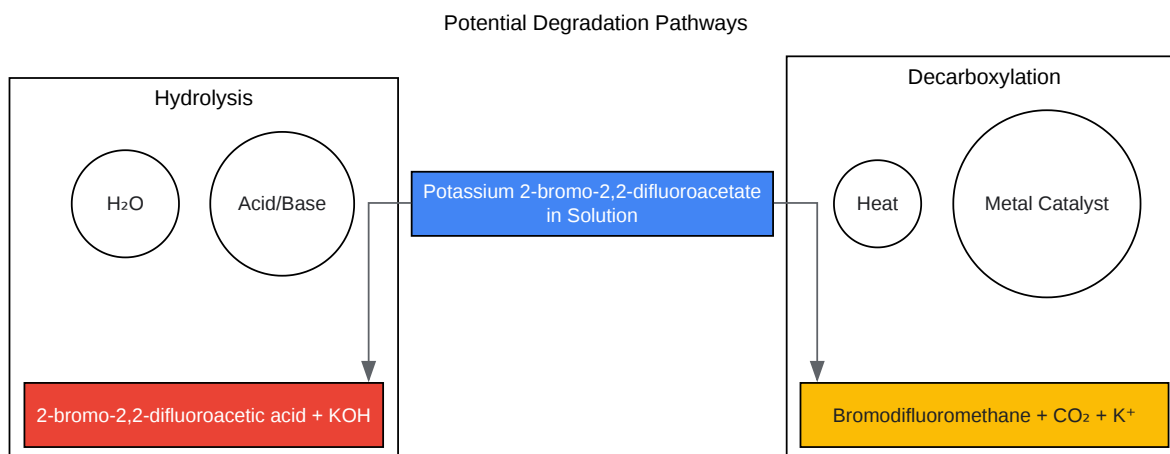 Potential Degradation Pathways
Hydrolysis
H₂O
Acid/Base
2-bromo-2,2-difluoroacetic acid + KOH
Potassium 2-bromo-2,2-difluoroacetate
in Solution
Decarboxylation
Heat
Metal Catalyst
Bromodifluoromethane + CO₂ + K⁺